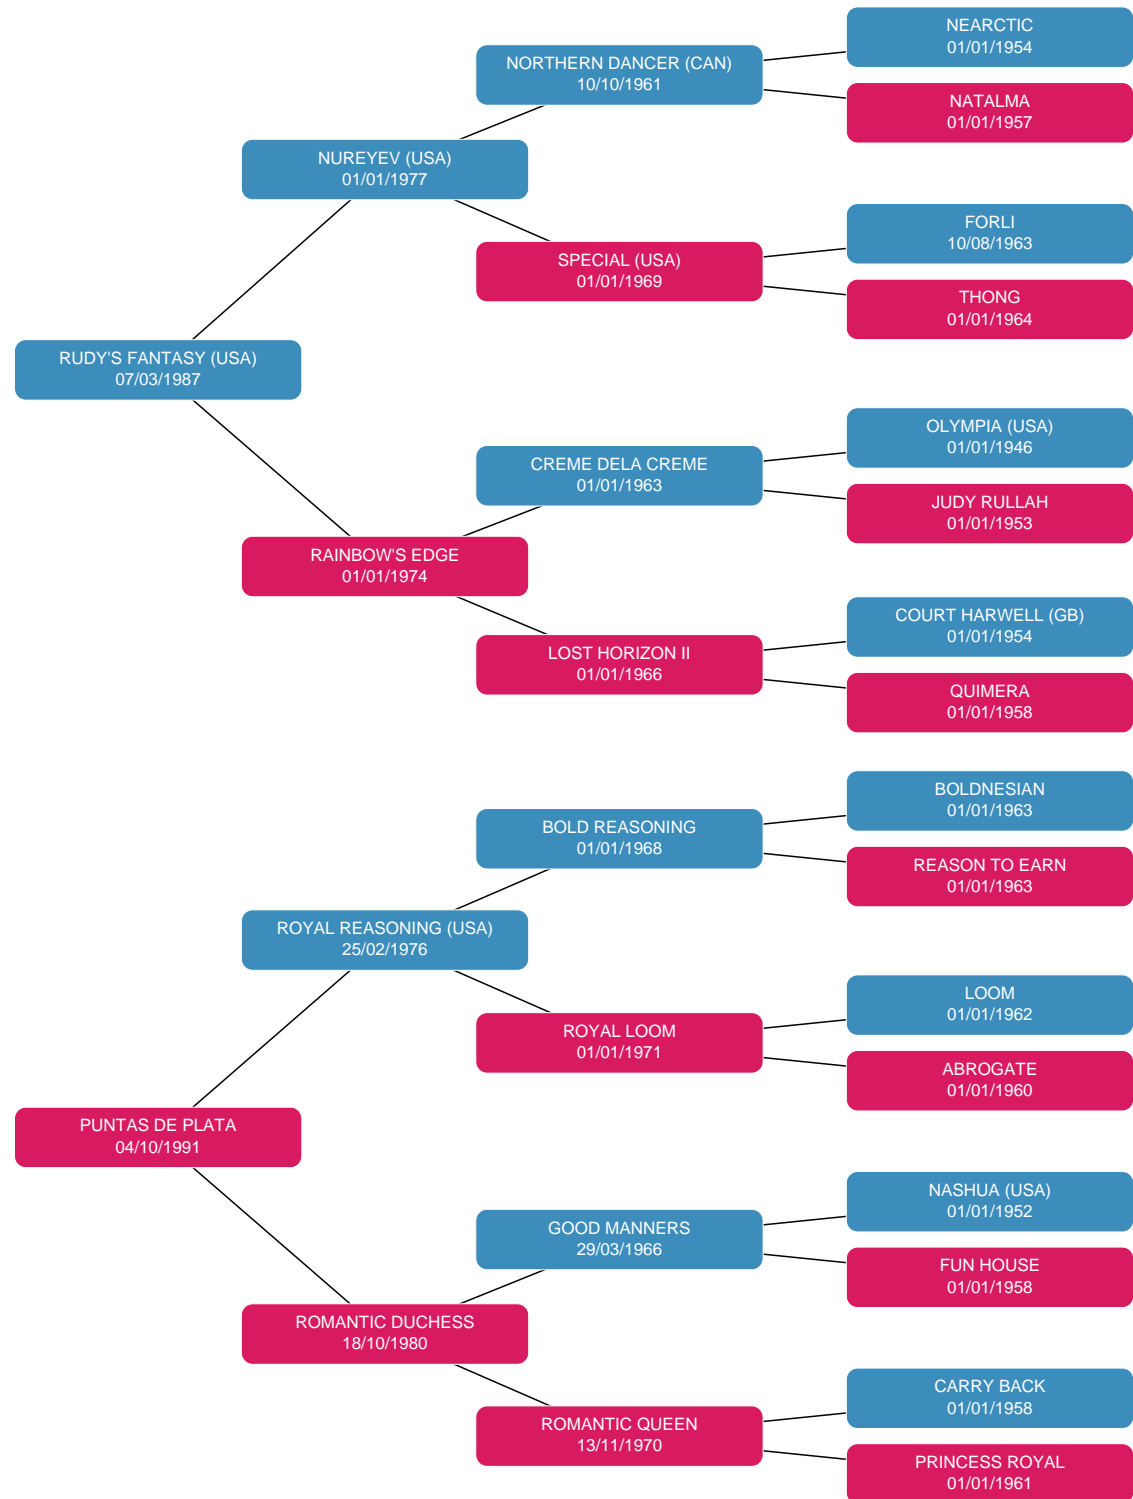 NEARCTIC
01/01/1954
NORTHERN DANCER (CAN)
10/10/1961
NATALMA
01/01/1957
NUREYEV (USA)
01/01/1977
FORLI
10/08/1963
SPECIAL (USA)
01/01/1969
THONG
01/01/1964
RUDY'S FANTASY (USA)
07/03/1987
OLYMPIA (USA)
01/01/1946
CREME DELA CREME
01/01/1963
JUDY RULLAH
01/01/1953
RAINBOW'S EDGE
01/01/1974
COURT HARWELL (GB)
01/01/1954
LOST HORIZON II
01/01/1966
QUIMERA
01/01/1958
BOLDNESIAN
01/01/1963
BOLD REASONING
01/01/1968
REASON TO EARN
01/01/1963
ROYAL REASONING (USA)
25/02/1976
LOOM
01/01/1962
ROYAL LOOM
01/01/1971
ABROGATE
01/01/1960
PUNTAS DE PLATA
04/10/1991
NASHUA (USA)
01/01/1952
GOOD MANNERS
29/03/1966
FUN HOUSE
01/01/1958
ROMANTIC DUCHESS
18/10/1980
CARRY BACK
01/01/1958
ROMANTIC QUEEN
13/11/1970
PRINCESS ROYAL
01/01/1961